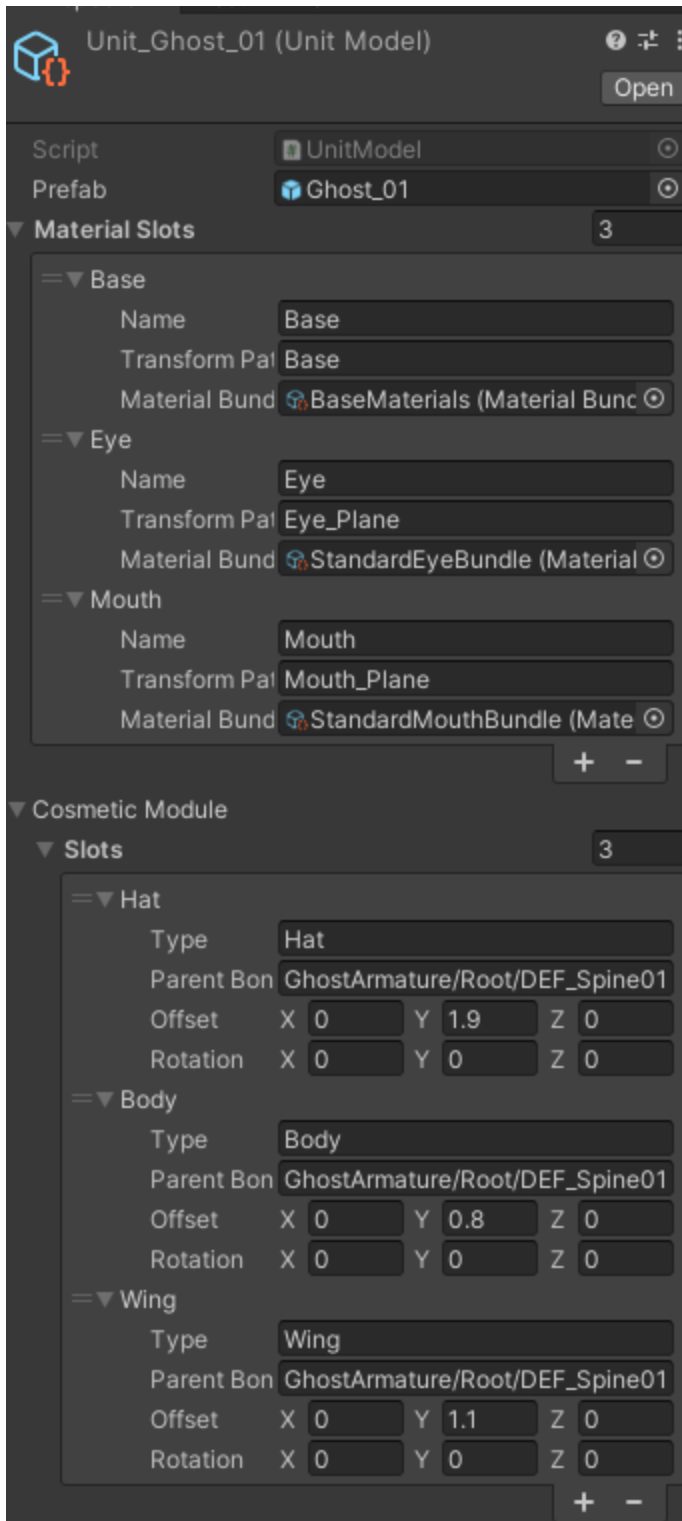 Unit_Ghost_01 (Unit Model)
Open
Script UnitModel
Prefab Ghost_01
Material Slots 3
Base
Name Base
Transform Pat Base
Material Bund BaseMaterials (Material Bunc
Eye
Name Eye
Transform Pat Eye_Plane
Material Bund StandardEyeBundle (Material
Mouth
Name Mouth
Transform Pat Mouth_Plane
Material Bund StandardMouthBundle (Mate
+ −
Cosmetic Module
Slots 3
Hat
Type Hat
Parent Bon GhostArmature/Root/DEF_Spine01
Offset X 0 Y 1.9 Z 0
Rotation X 0 Y 0 Z 0
Body
Type Body
Parent Bon GhostArmature/Root/DEF_Spine01
Offset X 0 Y 0.8 Z 0
Rotation X 0 Y 0 Z 0
Wing
Type Wing
Parent Bon GhostArmature/Root/DEF_Spine01
Offset X 0 Y 1.1 Z 0
Rotation X 0 Y 0 Z 0
+ −